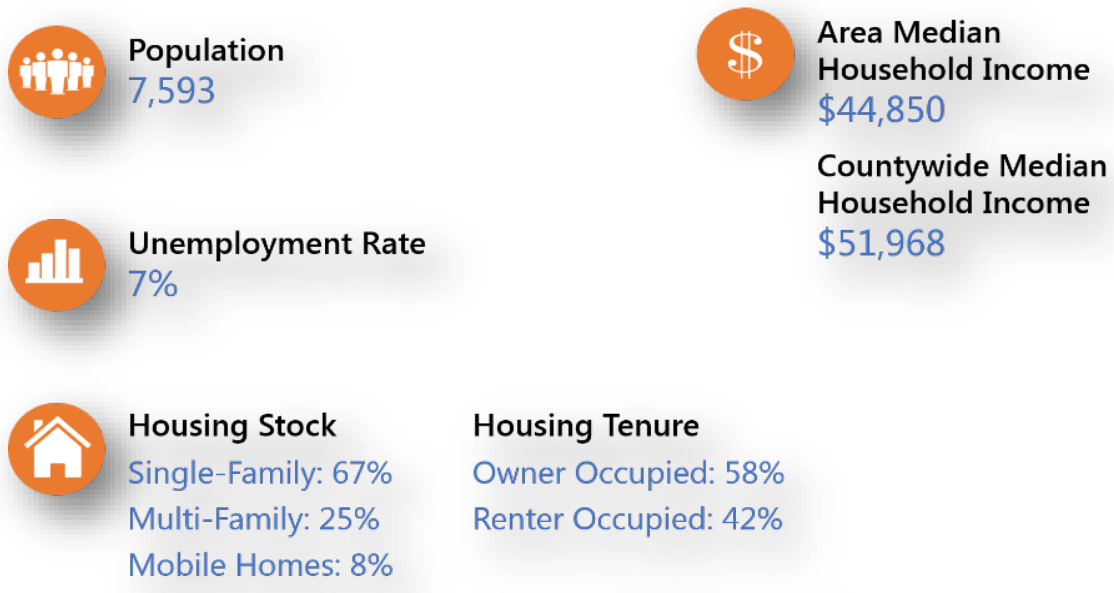 Population
7,593
Area Median
Household Income
$44,850
Countywide Median
Household Income
$51,968
Unemployment Rate
7%
Housing Stock
Single-Family: 67%
Multi-Family: 25%
Mobile Homes: 8%
Housing Tenure
Owner Occupied: 58%
Renter Occupied: 42%